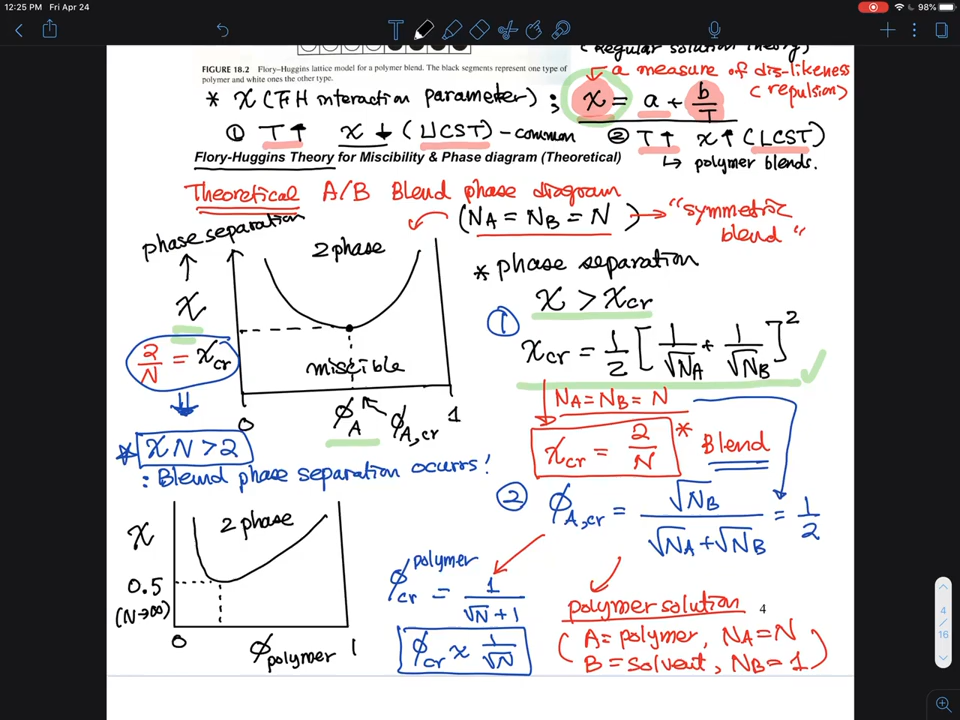 12:25 PM Fri Apr 24
98%
(Regular solution theory)
FIGURE 18.2 Flory–Huggins lattice model for a polymer blend. The black segments represent one type of
polymer and white ones the other type.
a measure of dis-likeness
(repulsion)
* χ (F-H interaction parameter) ; χ = a + b/T
① T↑ χ↓ (UCST) - common ② T↑ χ↑ (LCST)
↳ polymer blends.
Flory-Huggins Theory for Miscibility & Phase diagram (Theoretical)
Theoretical A/B Blend phase diagram
(NA = NB = N) → "symmetric
blend"
phase separation
↑
χ
2 phase
2/N = χcr
miscible
0
ϕA
ϕA,cr
1
* χN > 2
: Blend phase separation occurs!
* phase separation
χ > χcr
① χcr = 1/2 [ 1/√NA + 1/√NB ]²
NA = NB = N
χcr = 2/N * Blend
② ϕA,cr = √NB / (√NA + √NB) = 1/2
χ
2 phase
0.5
(N→∞)
0
ϕpolymer
1
ϕcr^polymer = 1 / (√N + 1)
ϕcr ∝ 1/√N
polymer solution
( A = polymer, NA = N
B = solvent, NB = 1 )
4
4
/
16